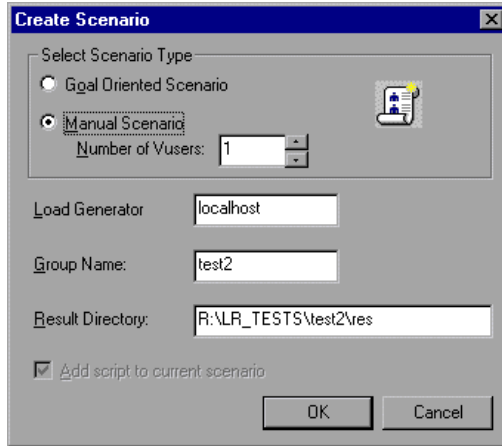 Create Scenario
Select Scenario Type
Goal Oriented Scenario
Manual Scenario
Number of Vusers: 1
Load Generator localhost
Group Name: test2
Result Directory: R:\LR_TESTS\test2\res
Add script to current scenario
OK Cancel